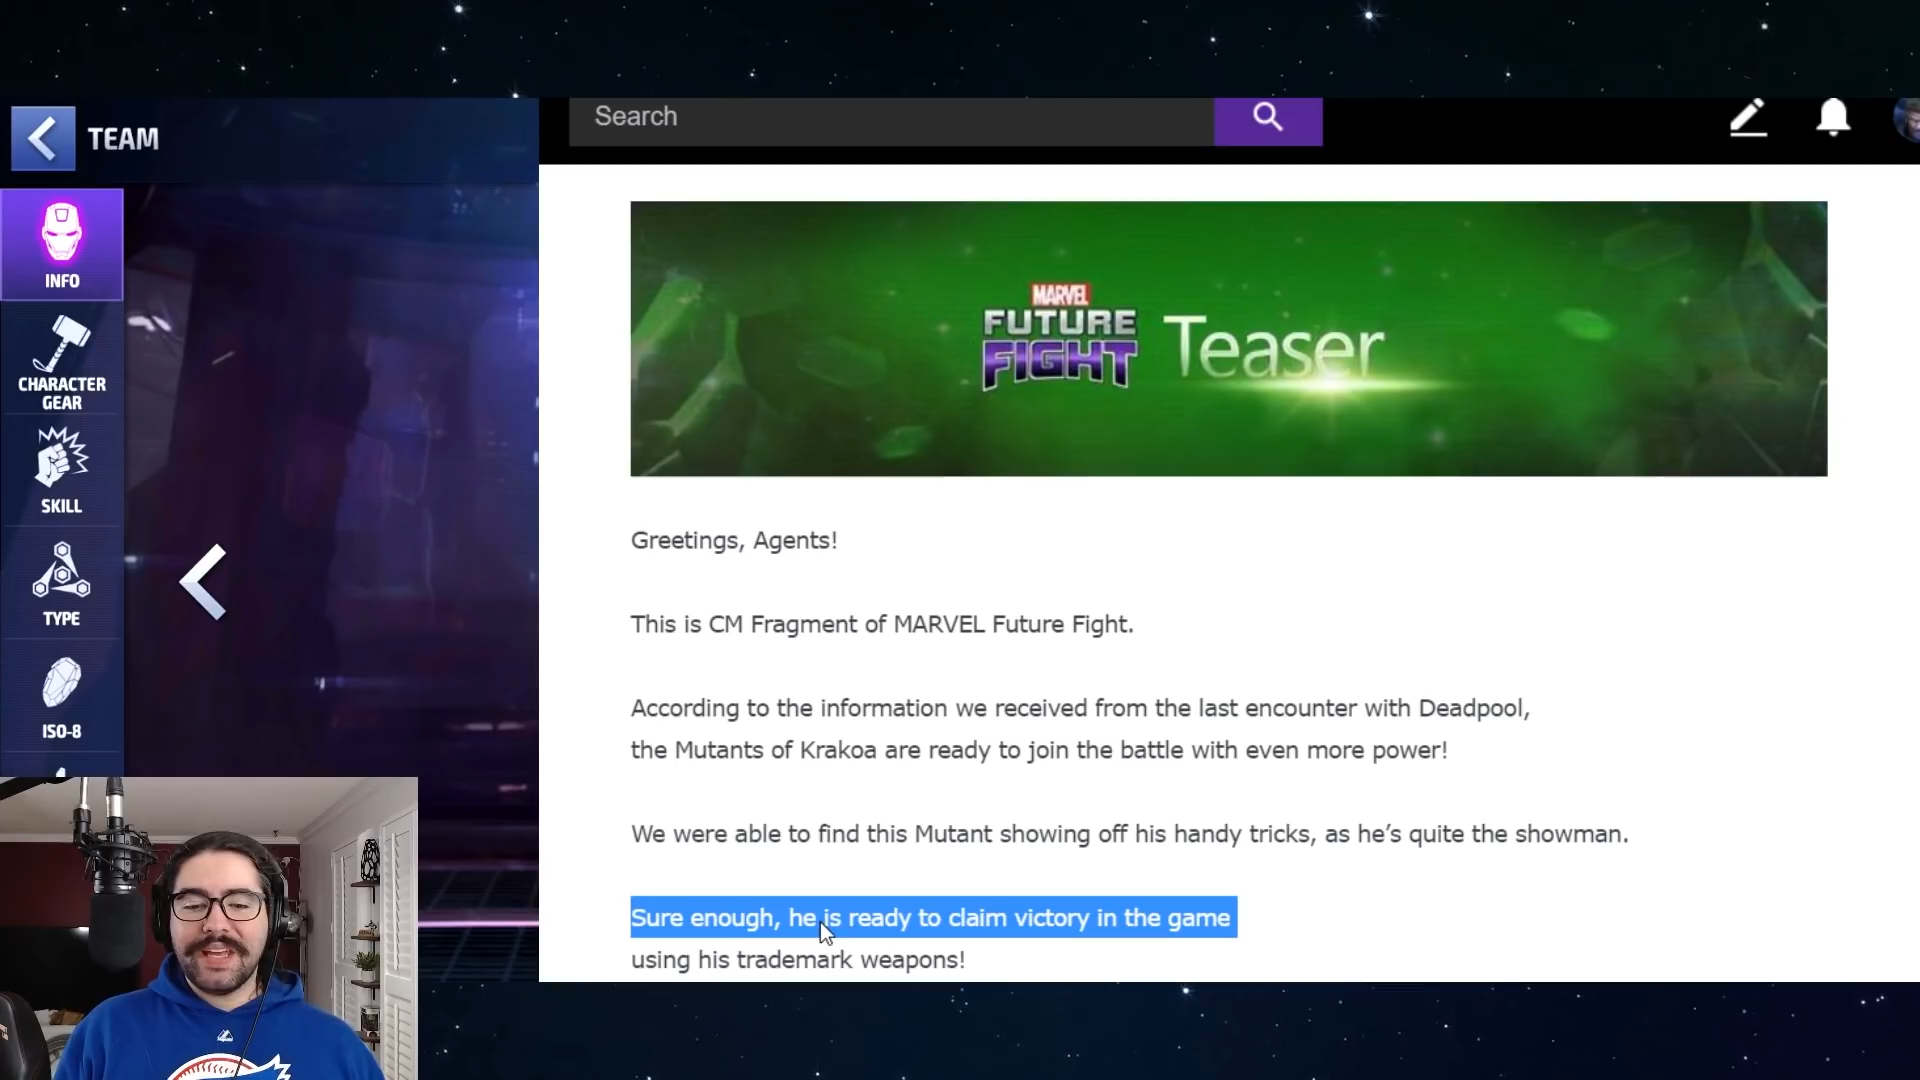 TEAM
INFO
CHARACTER
GEAR
SKILL
TYPE
ISO-8
Search
MARVEL
FUTURE
FIGHT
Teaser
Greetings, Agents!
This is CM Fragment of MARVEL Future Fight.
According to the information we received from the last encounter with Deadpool,
the Mutants of Krakoa are ready to join the battle with even more power!
We were able to find this Mutant showing off his handy tricks, as he’s quite the showman.
Sure enough, he is ready to claim victory in the game
using his trademark weapons!